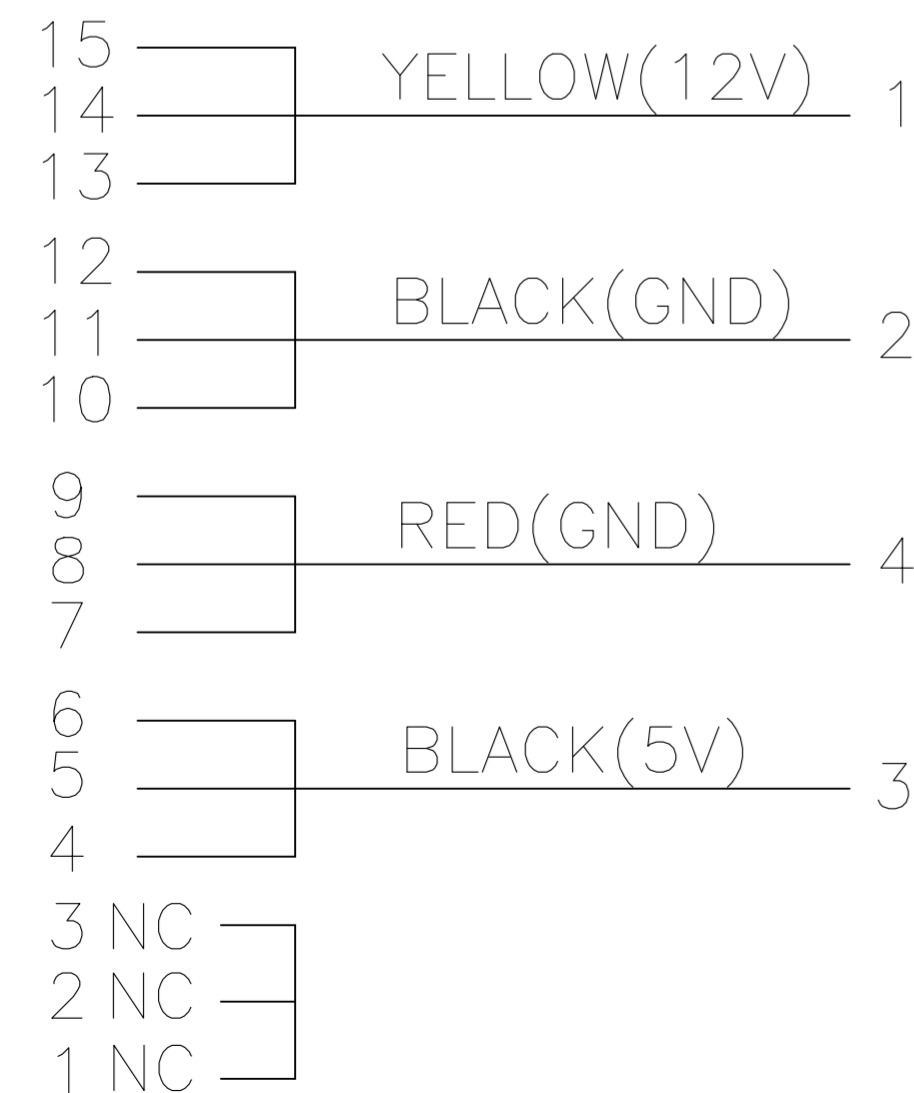 15
YELLOW(12V)
14
1
13
12
BLACK(GND)
11
2
10
9
RED(GND)
8
4
7
6
BLACK(5V)
5
3
4
3 NC
2 NC
1 NC